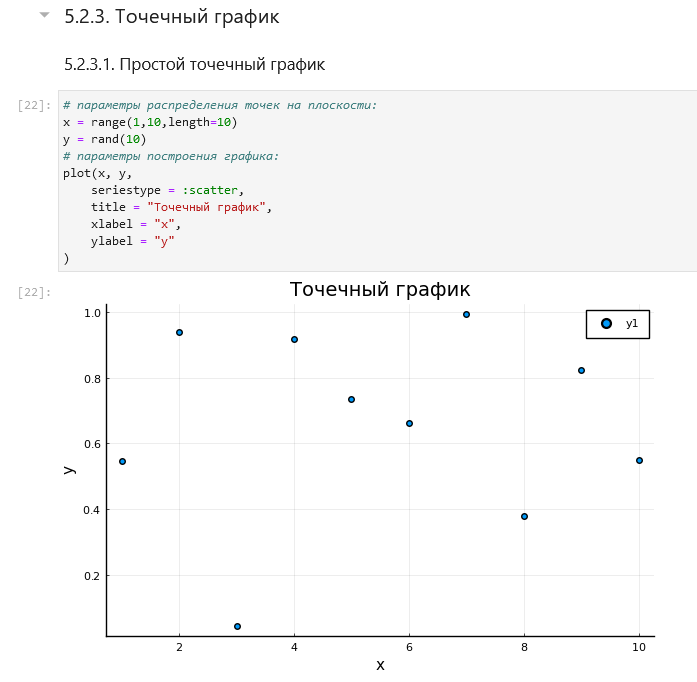 5.2.3. Точечный график
5.2.3.1. Простой точечный график
[22]:
# параметры распределения точек на плоскости:
x = range(1,10,length=10)
y = rand(10)
# параметры построения графика:
plot(x, y,
    seriestype = :scatter,
    title = "Точечный график",
    xlabel = "x",
    ylabel = "y"
)
[22]:
Точечный график
y1
1.0
0.8
0.6
0.4
0.2
y
2 4 6 8 10
x